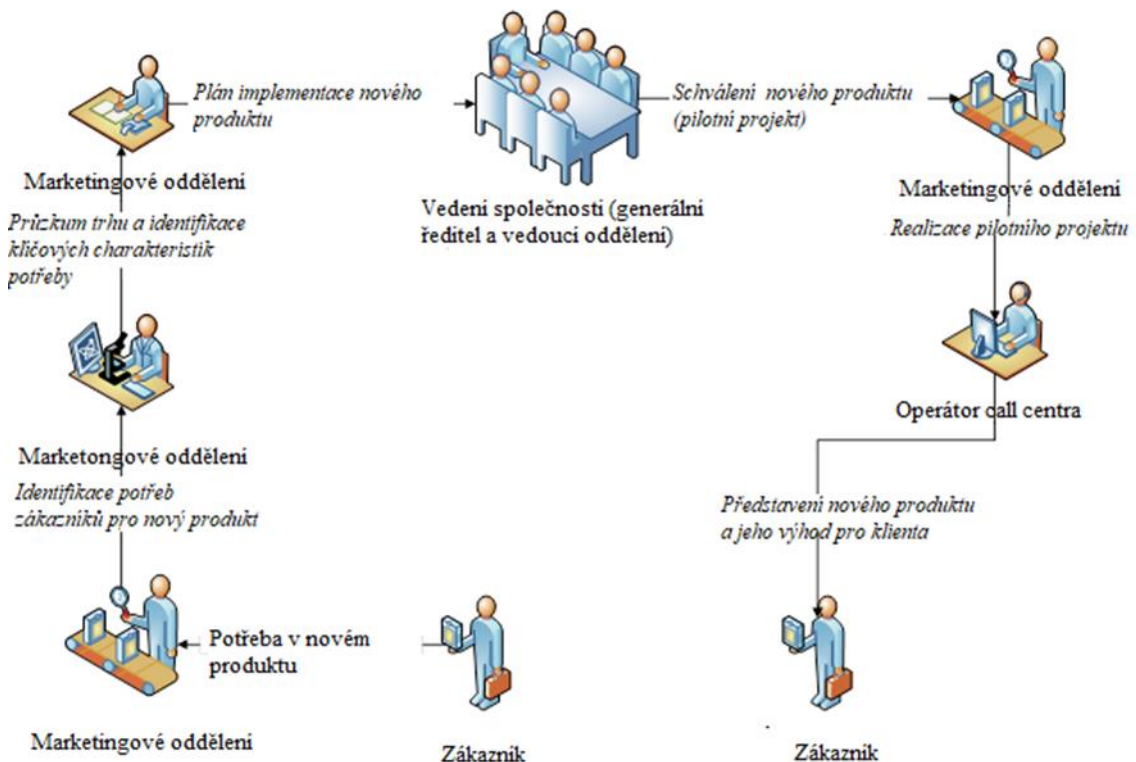 Plán implementace nového
produktu
Schválení nového produktu
(pilotní projekt)
Marketingové oddělení
Vedení společnosti (generální
ředitel a vedoucí oddělení)
Marketingové oddělení
Průzkum trhu a identifikace
klíčových charakteristik
potřeby
Realizace pilotního projektu
Operátor call centra
Marketongové oddělení
Identifikace potřeb
zákazníků pro nový produkt
Představení nového produktu
a jeho výhod pro klienta
Potřeba v novém
produktu
Marketingové oddělení
Zákazník
Zákazník